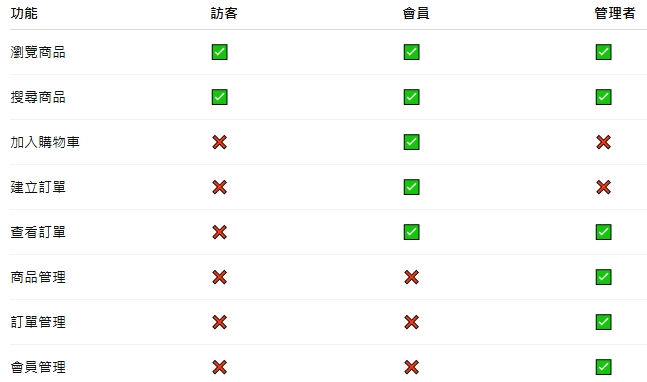 功能 訪客 會員 管理者
瀏覽商品 ✅ ✅ ✅
搜尋商品 ✅ ✅ ✅
加入購物車 ❌ ✅ ❌
建立訂單 ❌ ✅ ❌
查看訂單 ❌ ✅ ✅
商品管理 ❌ ❌ ✅
訂單管理 ❌ ❌ ✅
會員管理 ❌ ❌ ✅